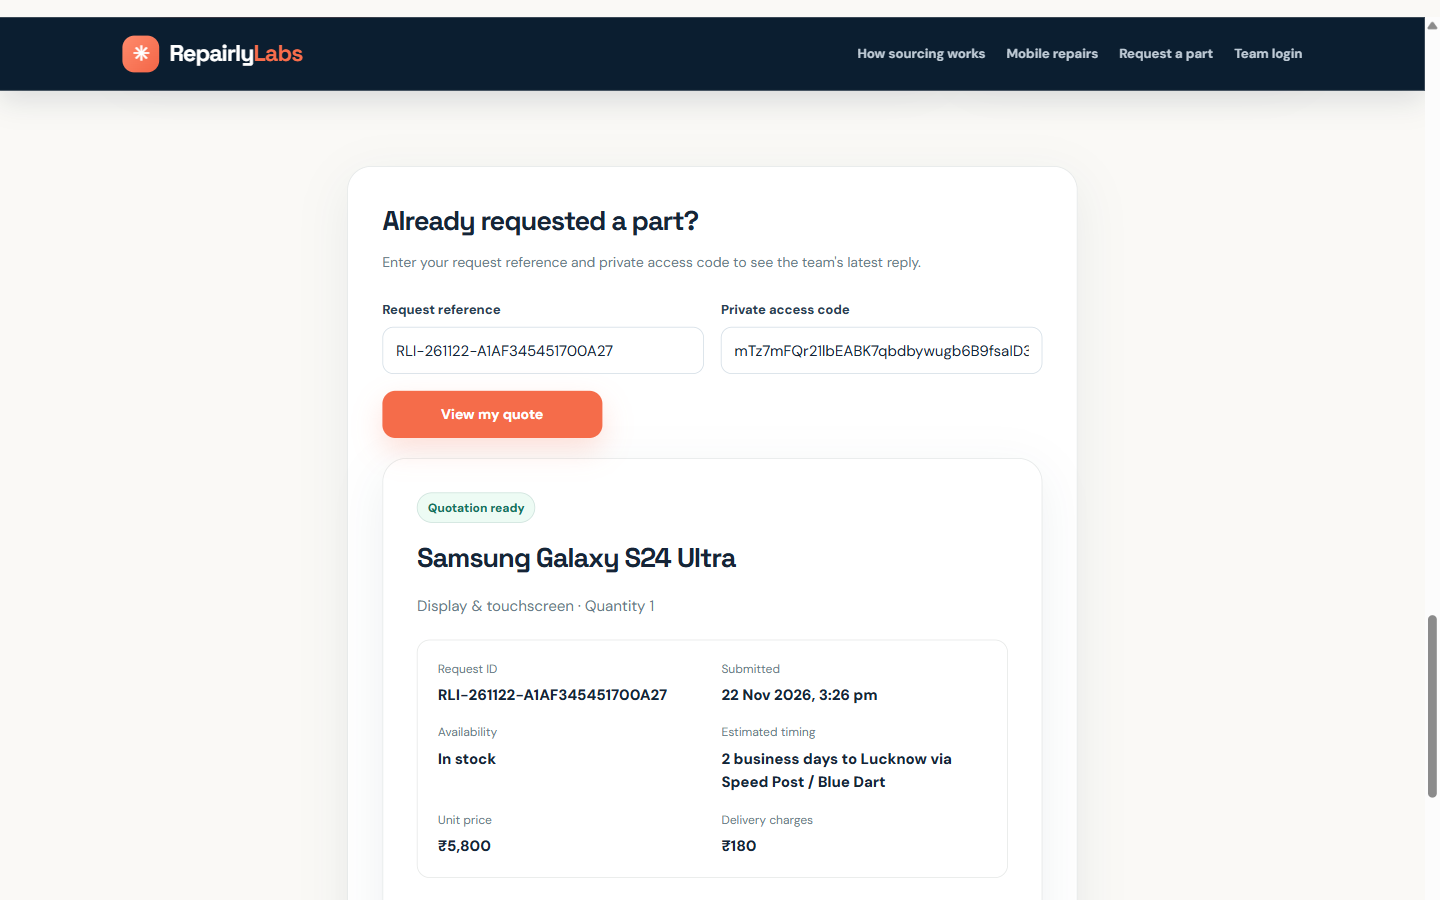 RepairlyLabs
How sourcing works
Mobile repairs
Request a part
Team login
Already requested a part?
Enter your request reference and private access code to see the team's latest reply.
Request reference
Private access code
RLI-261122-A1AF345451700A27
View my quote
Quotation ready
Samsung Galaxy S24 Ultra
Display & touchscreen · Quantity 1
Request ID
RLI-261122-A1AF345451700A27
Submitted
22 Nov 2026, 3:26 pm
Availability
In stock
Estimated timing
2 business days to Lucknow via
Speed Post / Blue Dart
Unit price
₹5,800
Delivery charges
₹180